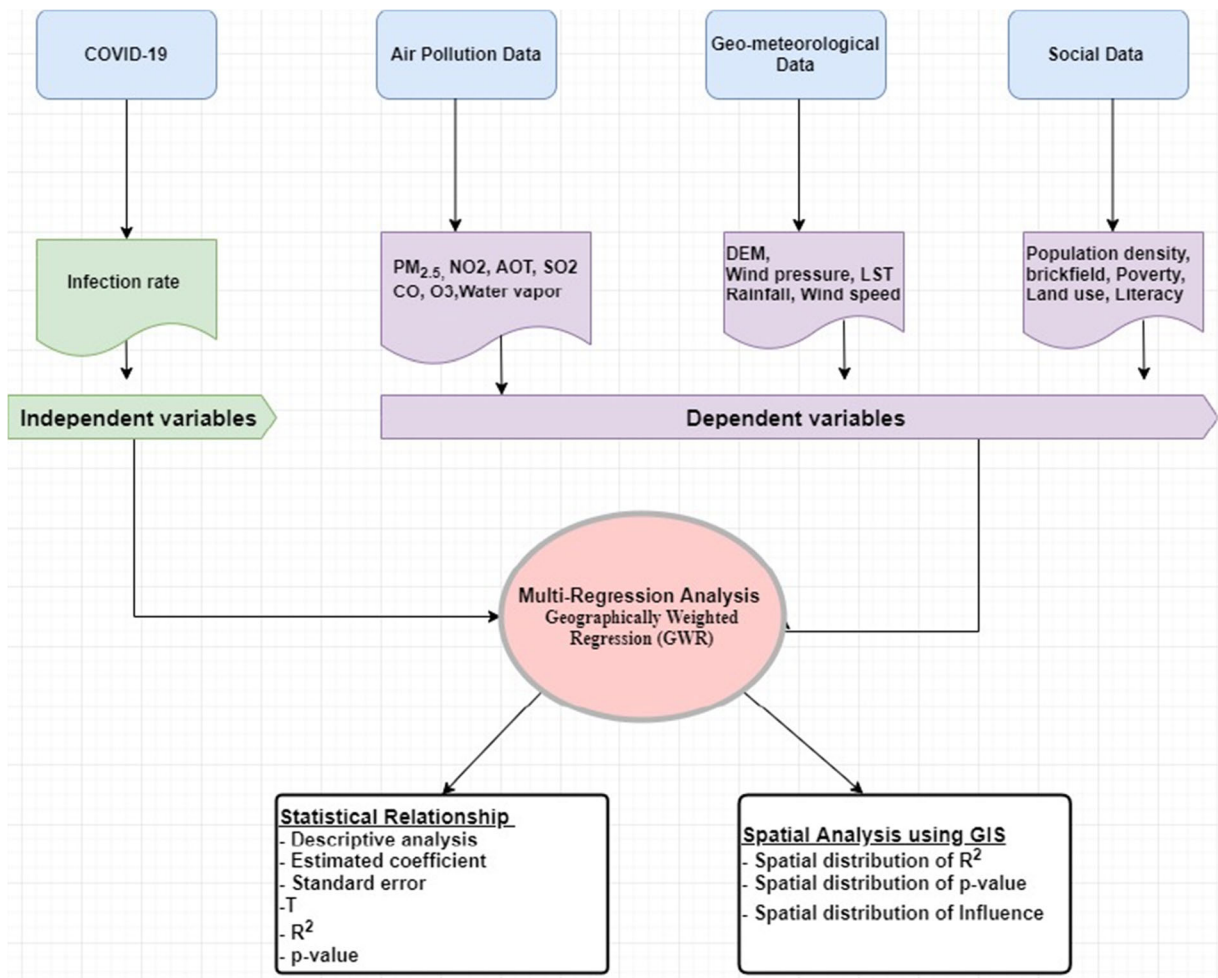 COVID-19
Air Pollution Data
Geo-meteorological
Data
Social Data
Infection rate
PM2.5, NO2, AOT, SO2
CO, O3,Water vapor
DEM,
Wind pressure, LST
Rainfall, Wind speed
Population density,
brickfield, Poverty,
Land use, Literacy
Independent variables
Dependent variables
Multi-Regression Analysis
Geographically Weighted
Regression (GWR)
Statistical Relationship
- Descriptive analysis
- Estimated coefficient
- Standard error
-T
- R2
- p-value
Spatial Analysis using GIS
- Spatial distribution of R2
- Spatial distribution of p-value
- Spatial distribution of Influence